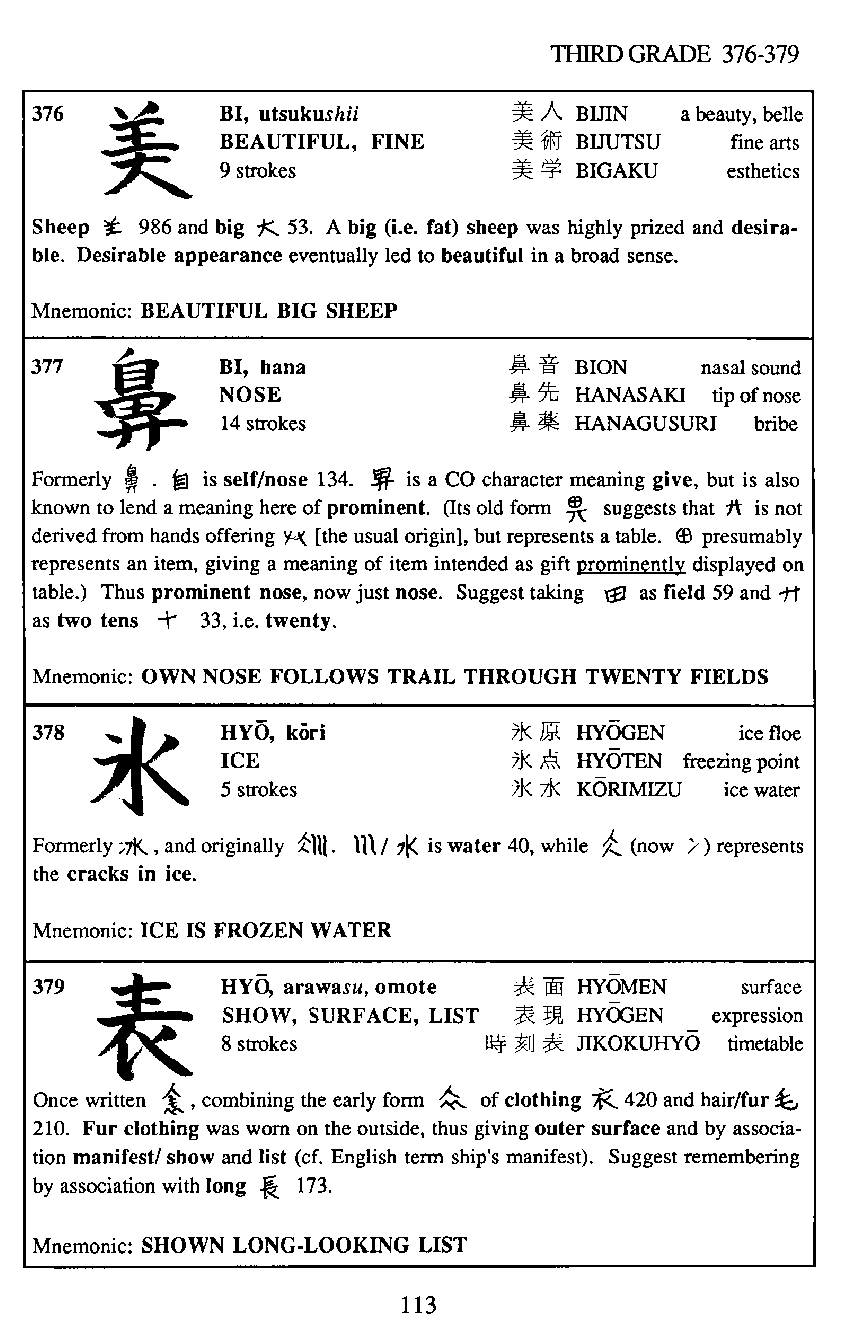 THIRD GRADE 376-379
376 美 BI, utsukushii 美人 BIJIN a beauty, belle
BEAUTIFUL, FINE 美術 BIJUTSU fine arts
9 strokes 美学 BIGAKU esthetics
Sheep 𦍌 986 and big 大 53. A big (i.e. fat) sheep was highly prized and desira-
ble. Desirable appearance eventually led to beautiful in a broad sense.
Mnemonic: BEAUTIFUL BIG SHEEP
377 鼻 BI, hana 鼻音 BION nasal sound
NOSE 鼻先 HANASAKI tip of nose
14 strokes 鼻薬 HANAGUSURI bribe
Formerly 鼻. 自 is self/nose 134. 畀 is a CO character meaning give, but is also
known to lend a meaning here of prominent. (Its old form suggests that 廾 is not
derived from hands offering [the usual origin], but represents a table. presumably
represents an item, giving a meaning of item intended as gift prominently displayed on
table.) Thus prominent nose, now just nose. Suggest taking 田 as field 59 and 廾
as two tens 十 33, i.e. twenty.
Mnemonic: OWN NOSE FOLLOWS TRAIL THROUGH TWENTY FIELDS
378 氷 HYŌ, kōri 氷原 HYŌGEN ice floe
ICE 氷点 HYŌTEN freezing point
5 strokes 氷水 KŌRIMIZU ice water
Formerly 冰, and originally . / 水 is water 40, while (now 冫) represents
the cracks in ice.
Mnemonic: ICE IS FROZEN WATER
379 表 HYŌ, arawasu, omote 表面 HYŌMEN surface
SHOW, SURFACE, LIST 表現 HYŌGEN expression
8 strokes 時刻表 JIKOKUHYŌ timetable
Once written , combining the early form of clothing 衣 420 and hair/fur 毛
210. Fur clothing was worn on the outside, thus giving outer surface and by associa-
tion manifest/ show and list (cf. English term ship's manifest). Suggest remembering
by association with long 長 173.
Mnemonic: SHOWN LONG-LOOKING LIST
113